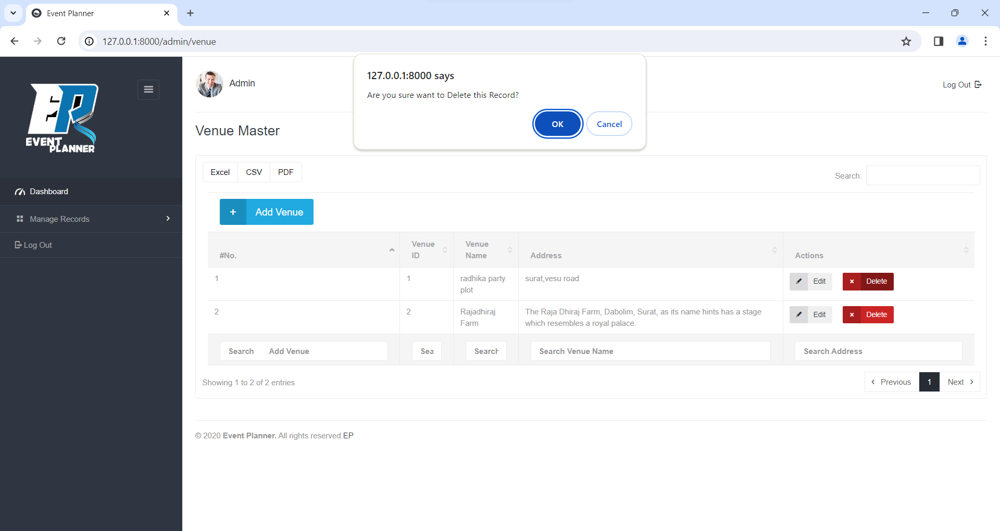 Event Planner
127.0.0.1:8000/admin/venue
127.0.0.1:8000 says
Are you sure want to Delete this Record?
OK
Cancel
EP
EVENT
PLANNER
Admin
Log Out
Venue Master
Dashboard
Manage Records
Log Out
Excel CSV PDF
Search:
+ Add Venue
#No. Venue ID Venue Name Address Actions
1 1 radhika party plot surat,vesu road Edit × Delete
2 2 Rajadhiraj Farm The Raja Dhiraj Farm, Dabolim, Surat, as its name hints has a stage
which resembles a royal palace. Edit × Delete
Search Add Venue Sea Search Search Venue Name Search Address
Showing 1 to 2 of 2 entries
Previous 1 Next
© 2020 Event Planner. All rights reserved.EP